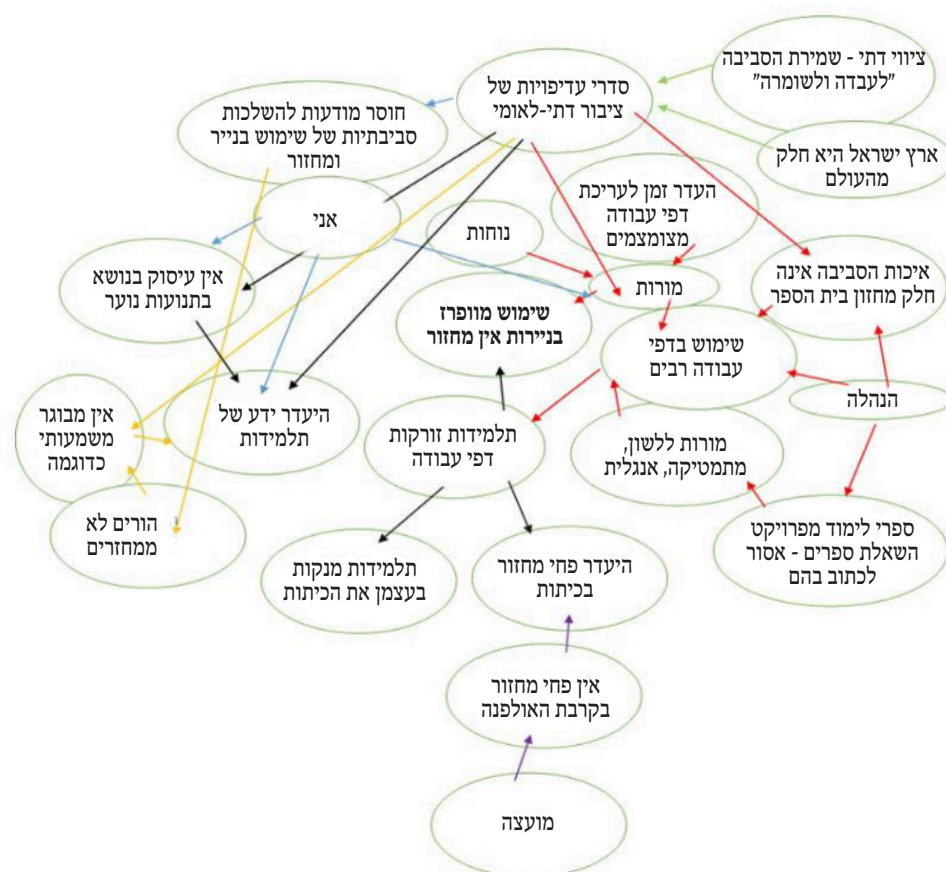 ציווי דתי - שמירת הסביבה
"לעבדה ולשומרה"
סדרי עדיפויות של
ציבור דתי-לאומי
חוסר מודעות להשלכות
סביבתיות של שימוש בנייר
ומחזור
ארץ ישראל היא חלק
מהעולם
העדר זמן לעריכת
דפי עבודה
מצומצמים
אני
נוחות
איכות הסביבה אינה
חלק מחזון בית הספר
מורות
אין עיסוק בנושא
בתנועות נוער
שימוש מוופרז
בניירות אין מחזור
שימוש בדפי
עבודה רבים
הנהלה
היעדר ידע של
תלמידות
אין מבוגר
משמעותי
כדוגמה
תלמידות זורקות
דפי עבודה
מורות ללשון,
מתמטיקה, אנגלית
הורים לא
ממחזרים
ספרי לימוד מפרויקט
השאלת ספרים - אסור
לכתוב בהם
תלמידות מנקות
בעצמן את הכיתות
היעדר פחי מחזור
בכיתות
אין פחי מחזור
בקרבת האולפנה
מועצה